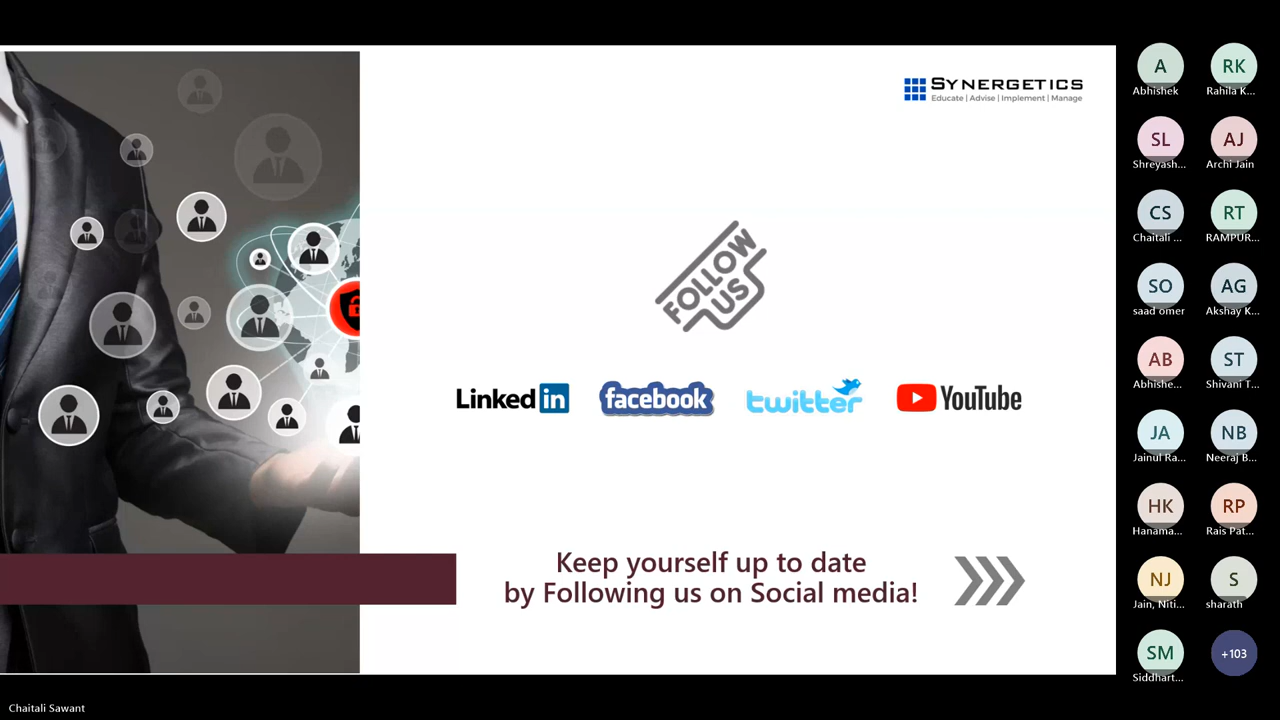 SYNERGETICS
Educate | Advise | Implement | Manage
FOLLOW
US
Linked in
facebook
twitter
YouTube
Keep yourself up to date
by Following us on Social media!
A
Abhishek
RK
Rahila K...
SL
Shreyash...
AJ
Archi Jain
CS
Chaitali ...
RT
RAMPUR...
SO
saad omer
AG
Akshay K...
AB
Abhishe...
ST
Shivani T...
JA
Jainul Ra...
NB
Neeraj B...
HK
Hanama...
RP
Rais Pat...
NJ
Jain, Niti...
S
sharath
SM
Siddhart...
+103
Chaitali Sawant